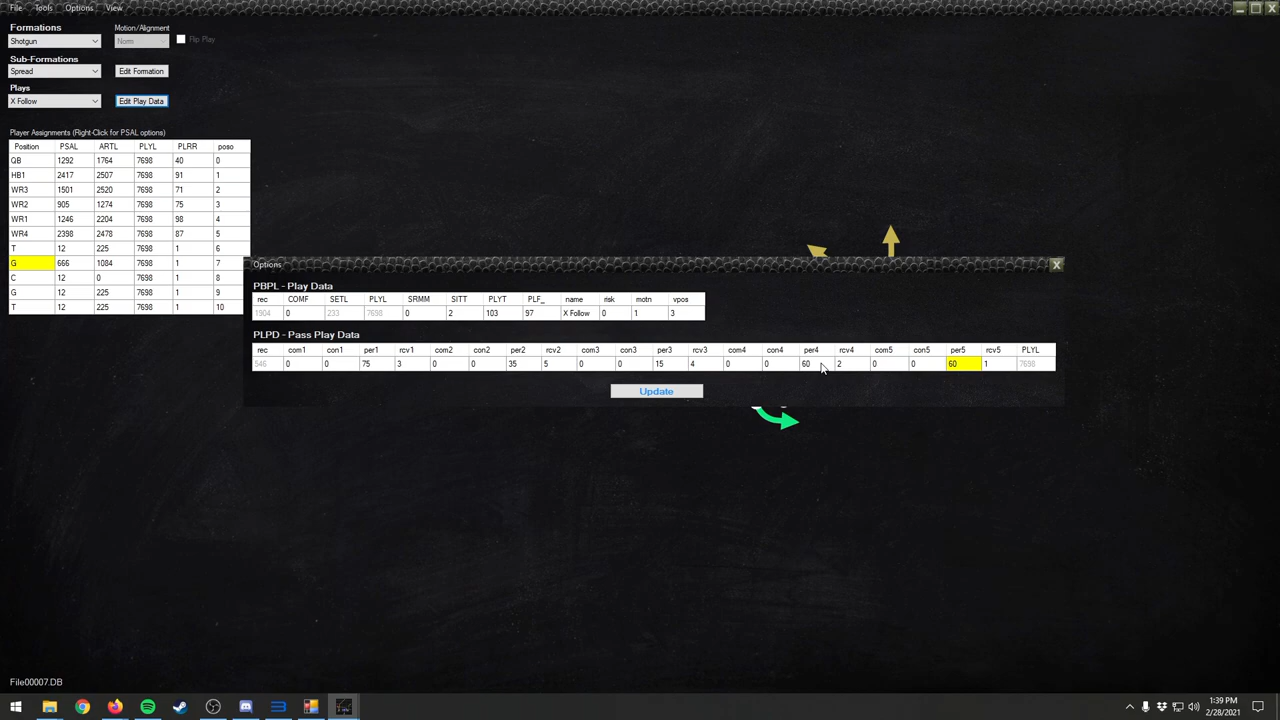 File Tools Options View
Formations Motion/Alignment
Shotgun Norm Flip Play
Sub-Formations
Spread Edit Formation
Plays
X Follow Edit Play Data
Player Assignments (Right-Click for PSAL options)
Position PSAL ARTL PLYL PLRR poso
QB 1292 1764 7698 40 0
HB1 2417 2507 7698 91 1
WR3 1501 2520 7698 71 2
WR2 905 1274 7698 75 3
WR1 1246 2204 7698 98 4
WR4 2398 2478 7698 87 5
T 12 225 7698 1 6
G 666 1084 7698 1 7
C 12 0 7698 1 8
G 12 225 7698 1 9
T 12 225 7698 1 10
Options X
PBPL - Play Data
rec COMF SETL PLYL SRMM SITT PLYT PLF_ name risk motn vpos
1904 0 233 7698 0 2 103 97 X Follow 0 1 3
PLPD - Pass Play Data
rec com1 con1 per1 rcv1 com2 con2 per2 rcv2 com3 con3 per3 rcv3 com4 con4 per4 rcv4 com5 con5 per5 rcv5 PLYL
546 0 0 75 3 0 0 35 5 0 0 15 4 0 0 60 2 0 0 60 1 7698
Update
File00007.DB
1:39 PM
2/28/2021